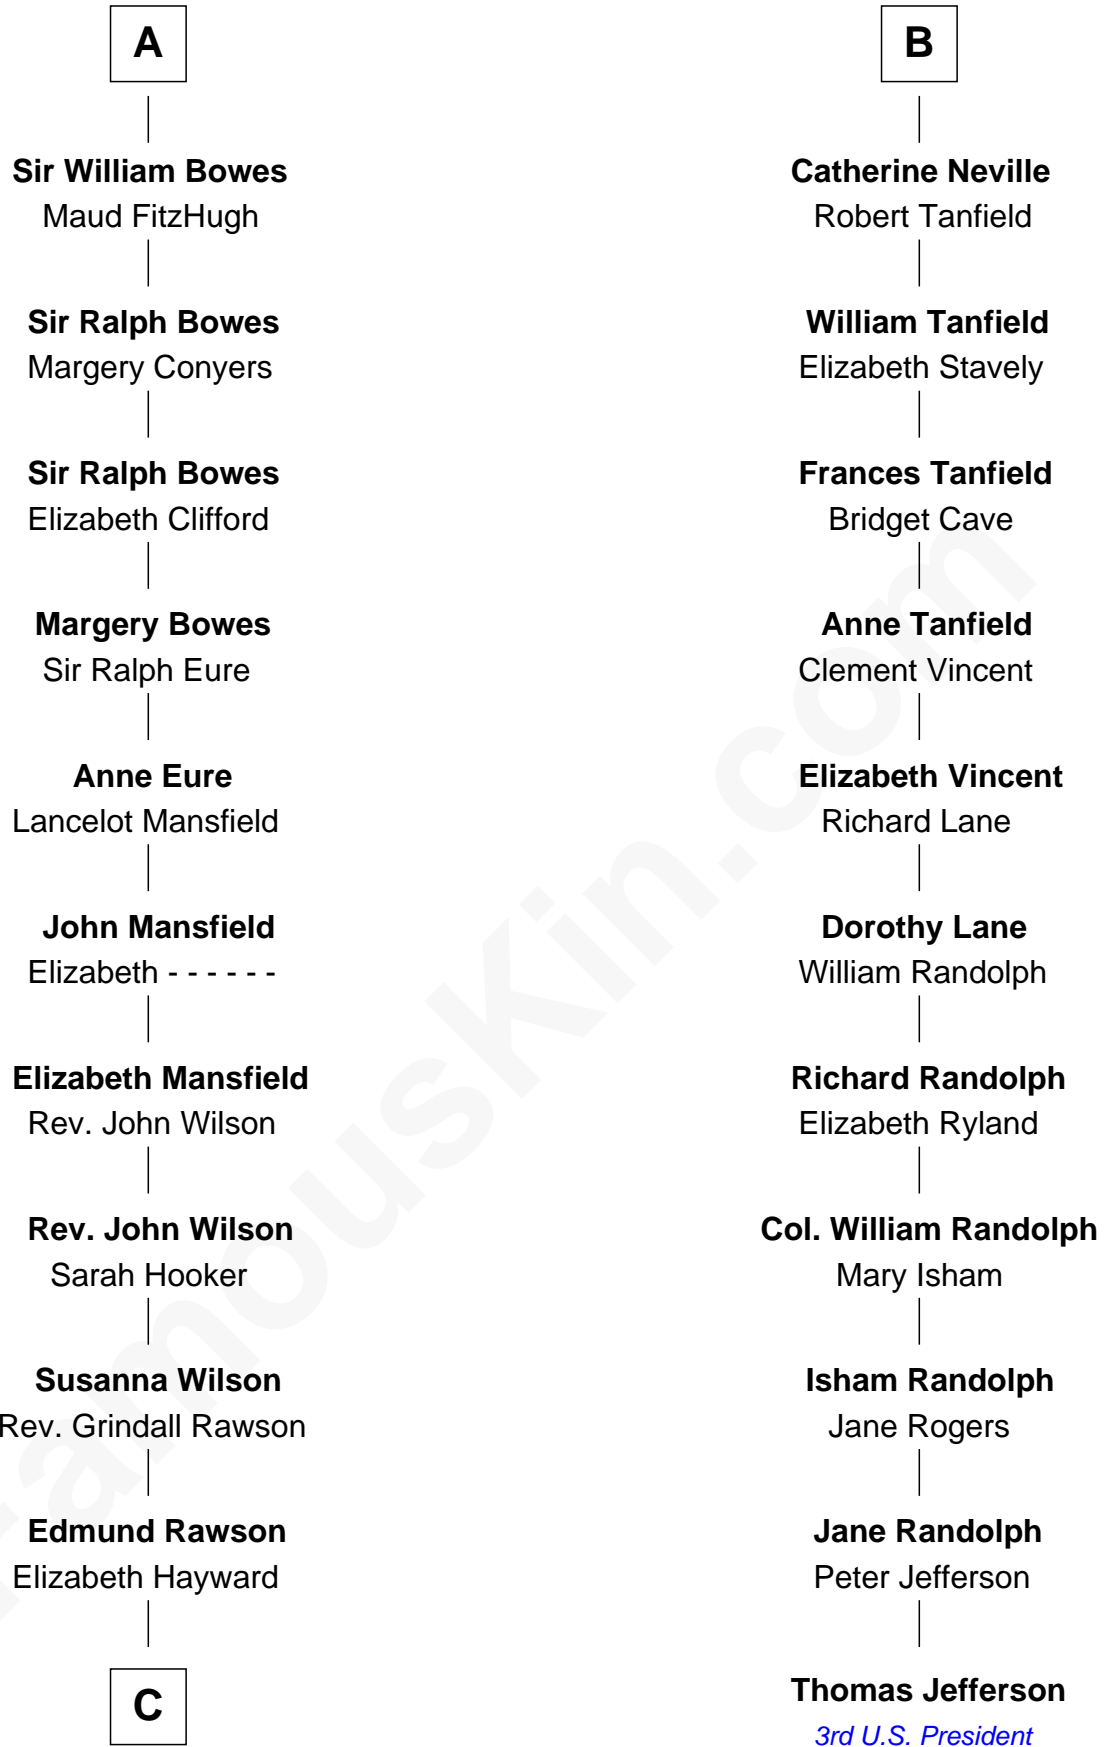 A
Sir William Bowes
Maud FitzHugh
Sir Ralph Bowes
Margery Conyers
Sir Ralph Bowes
Elizabeth Clifford
Margery Bowes
Sir Ralph Eure
Anne Eure
Lancelot Mansfield
John Mansfield
Elizabeth - - - - - -
Elizabeth Mansfield
Rev. John Wilson
Rev. John Wilson
Sarah Hooker
Susanna Wilson
Rev. Grindall Rawson
Edmund Rawson
Elizabeth Hayward
C
B
Catherine Neville
Robert Tanfield
William Tanfield
Elizabeth Stavely
Frances Tanfield
Bridget Cave
Anne Tanfield
Clement Vincent
Elizabeth Vincent
Richard Lane
Dorothy Lane
William Randolph
Richard Randolph
Elizabeth Ryland
Col. William Randolph
Mary Isham
Isham Randolph
Jane Rogers
Jane Randolph
Peter Jefferson
Thomas Jefferson
3rd U.S. President
FamousKin.com